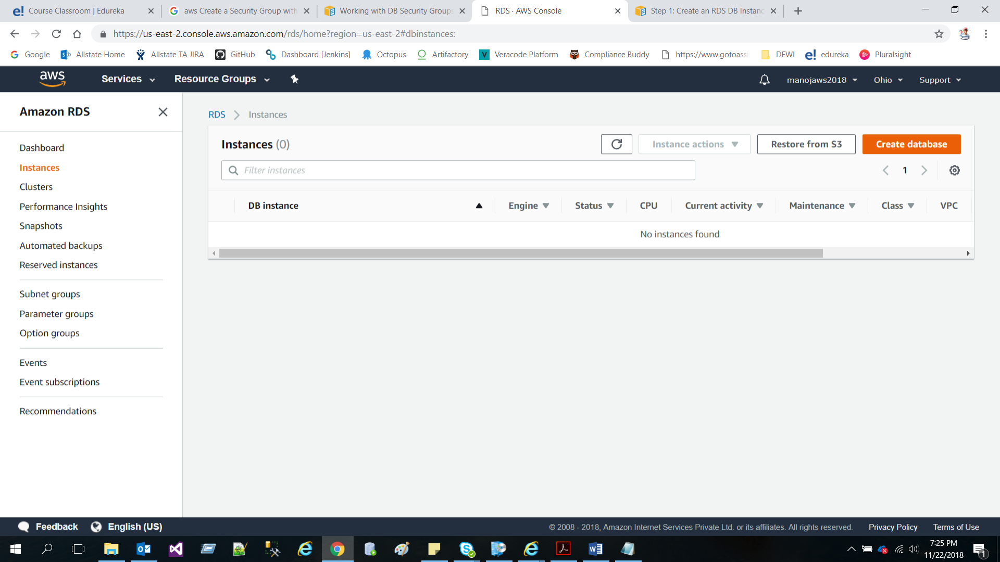 Course Classroom | Edureka
aws Create a Security Group with
Working with DB Security Groups
RDS · AWS Console
Step 1: Create an RDS DB Instanc
https://us-east-2.console.aws.amazon.com/rds/home?region=us-east-2#dbinstances:
Google
Allstate Home
Allstate TA JIRA
GitHub
Dashboard [Jenkins]
Octopus
Artifactory
Veracode Platform
Compliance Buddy
https://www.gotoassi
DEWI
edureka
Pluralsight
aws
Services
Resource Groups
manojaws2018
Ohio
Support
Amazon RDS
Dashboard
Instances
Clusters
Performance Insights
Snapshots
Automated backups
Reserved instances
Subnet groups
Parameter groups
Option groups
Events
Event subscriptions
Recommendations
RDS
Instances
Instances (0)
Instance actions
Restore from S3
Create database
Filter instances
1
DB instance
Engine
Status
CPU
Current activity
Maintenance
Class
VPC
No instances found
Feedback
English (US)
© 2008 - 2018, Amazon Internet Services Private Ltd. or its affiliates. All rights reserved.
Privacy Policy
Terms of Use
7:25 PM
11/22/2018
1